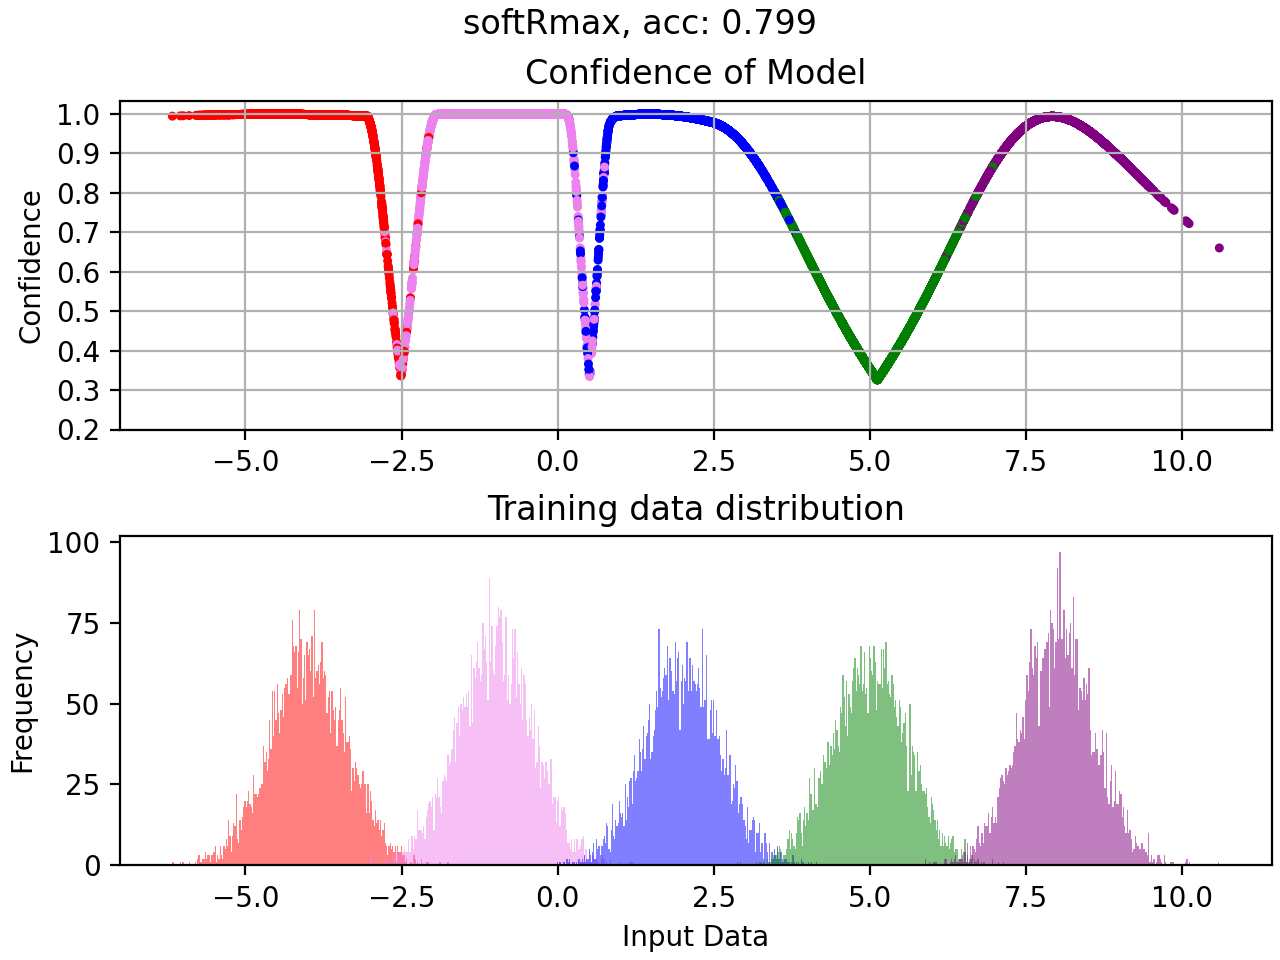 softRmax, acc: 0.799
Confidence of Model
1.0
0.9
0.8
0.7
0.6
0.5
0.4
0.3
0.2
Confidence
−5.0 −2.5 0.0 2.5 5.0 7.5 10.0
Training data distribution
100
75
50
25
0
Frequency
−5.0 −2.5 0.0 2.5 5.0 7.5 10.0
Input Data